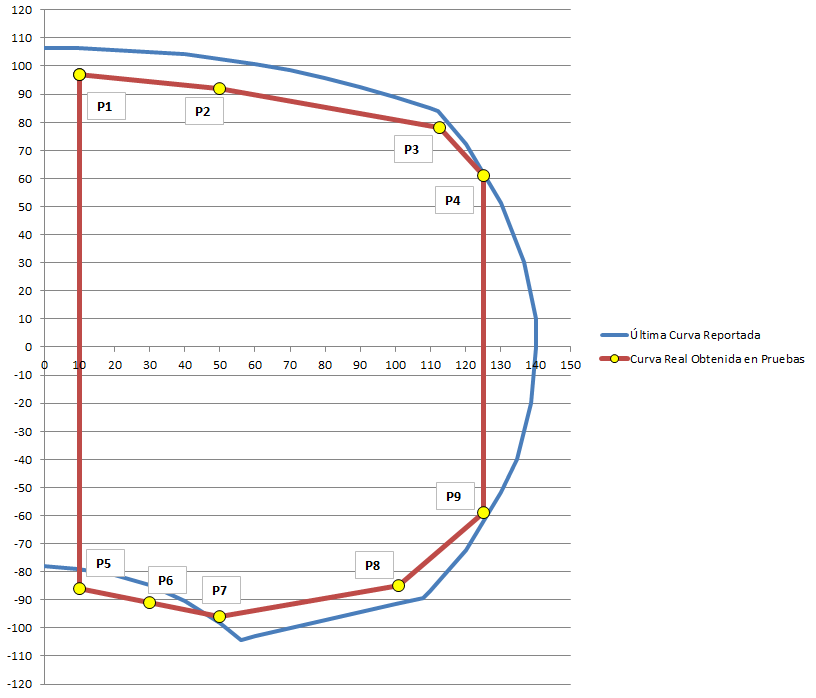 120
110
100
90
80
70
60
50
40
30
20
10
0
-10
-20
-30
-40
-50
-60
-70
-80
-90
-100
-110
-120
0 10 20 30 40 50 60 70 80 90 100 110 120 130 140 150
P1
P2
P3
P4
P5
P6
P7
P8
P9
Última Curva Reportada
Curva Real Obtenida en Pruebas